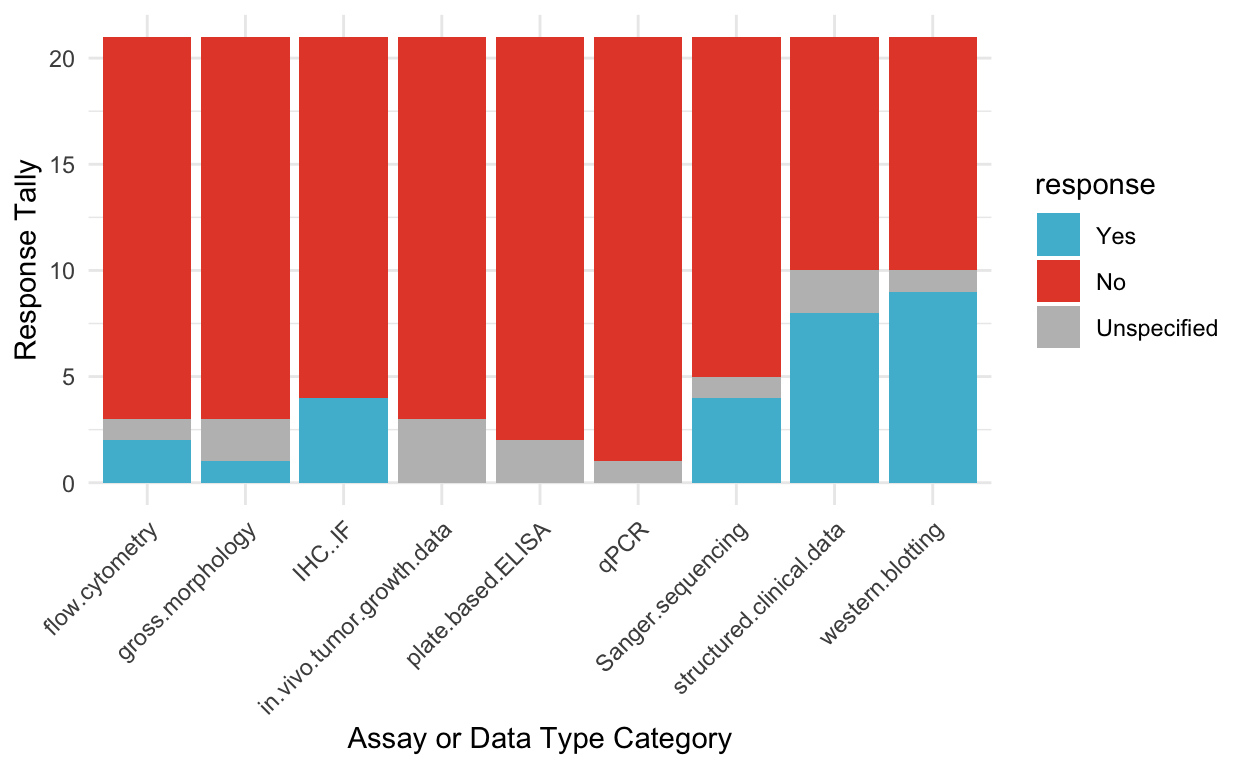 Response Tally
20
15
10
5
0
flow.cytometry
gross.morphology
IHC..IF
in.vivo.tumor.growth.data
plate.based.ELISA
qPCR
Sanger.sequencing
structured.clinical.data
western.blotting
Assay or Data Type Category
response
Yes
No
Unspecified